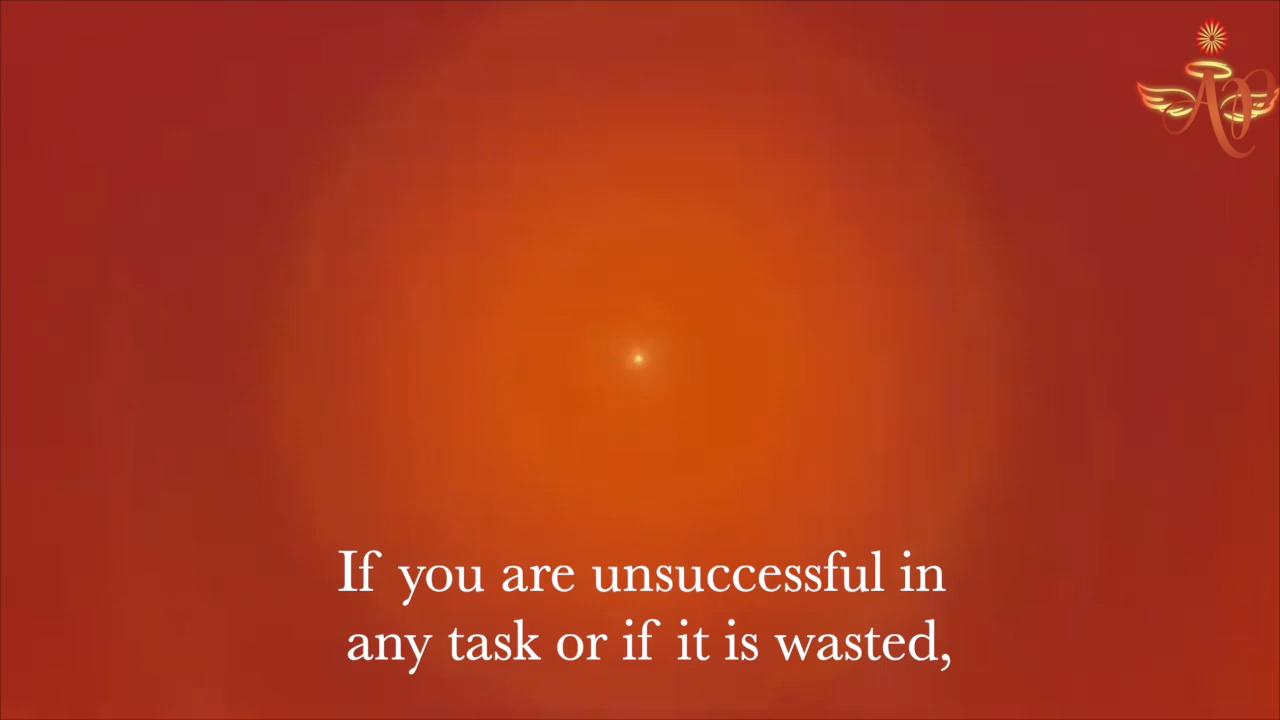 If you are unsuccessful in
any task or if it is wasted,